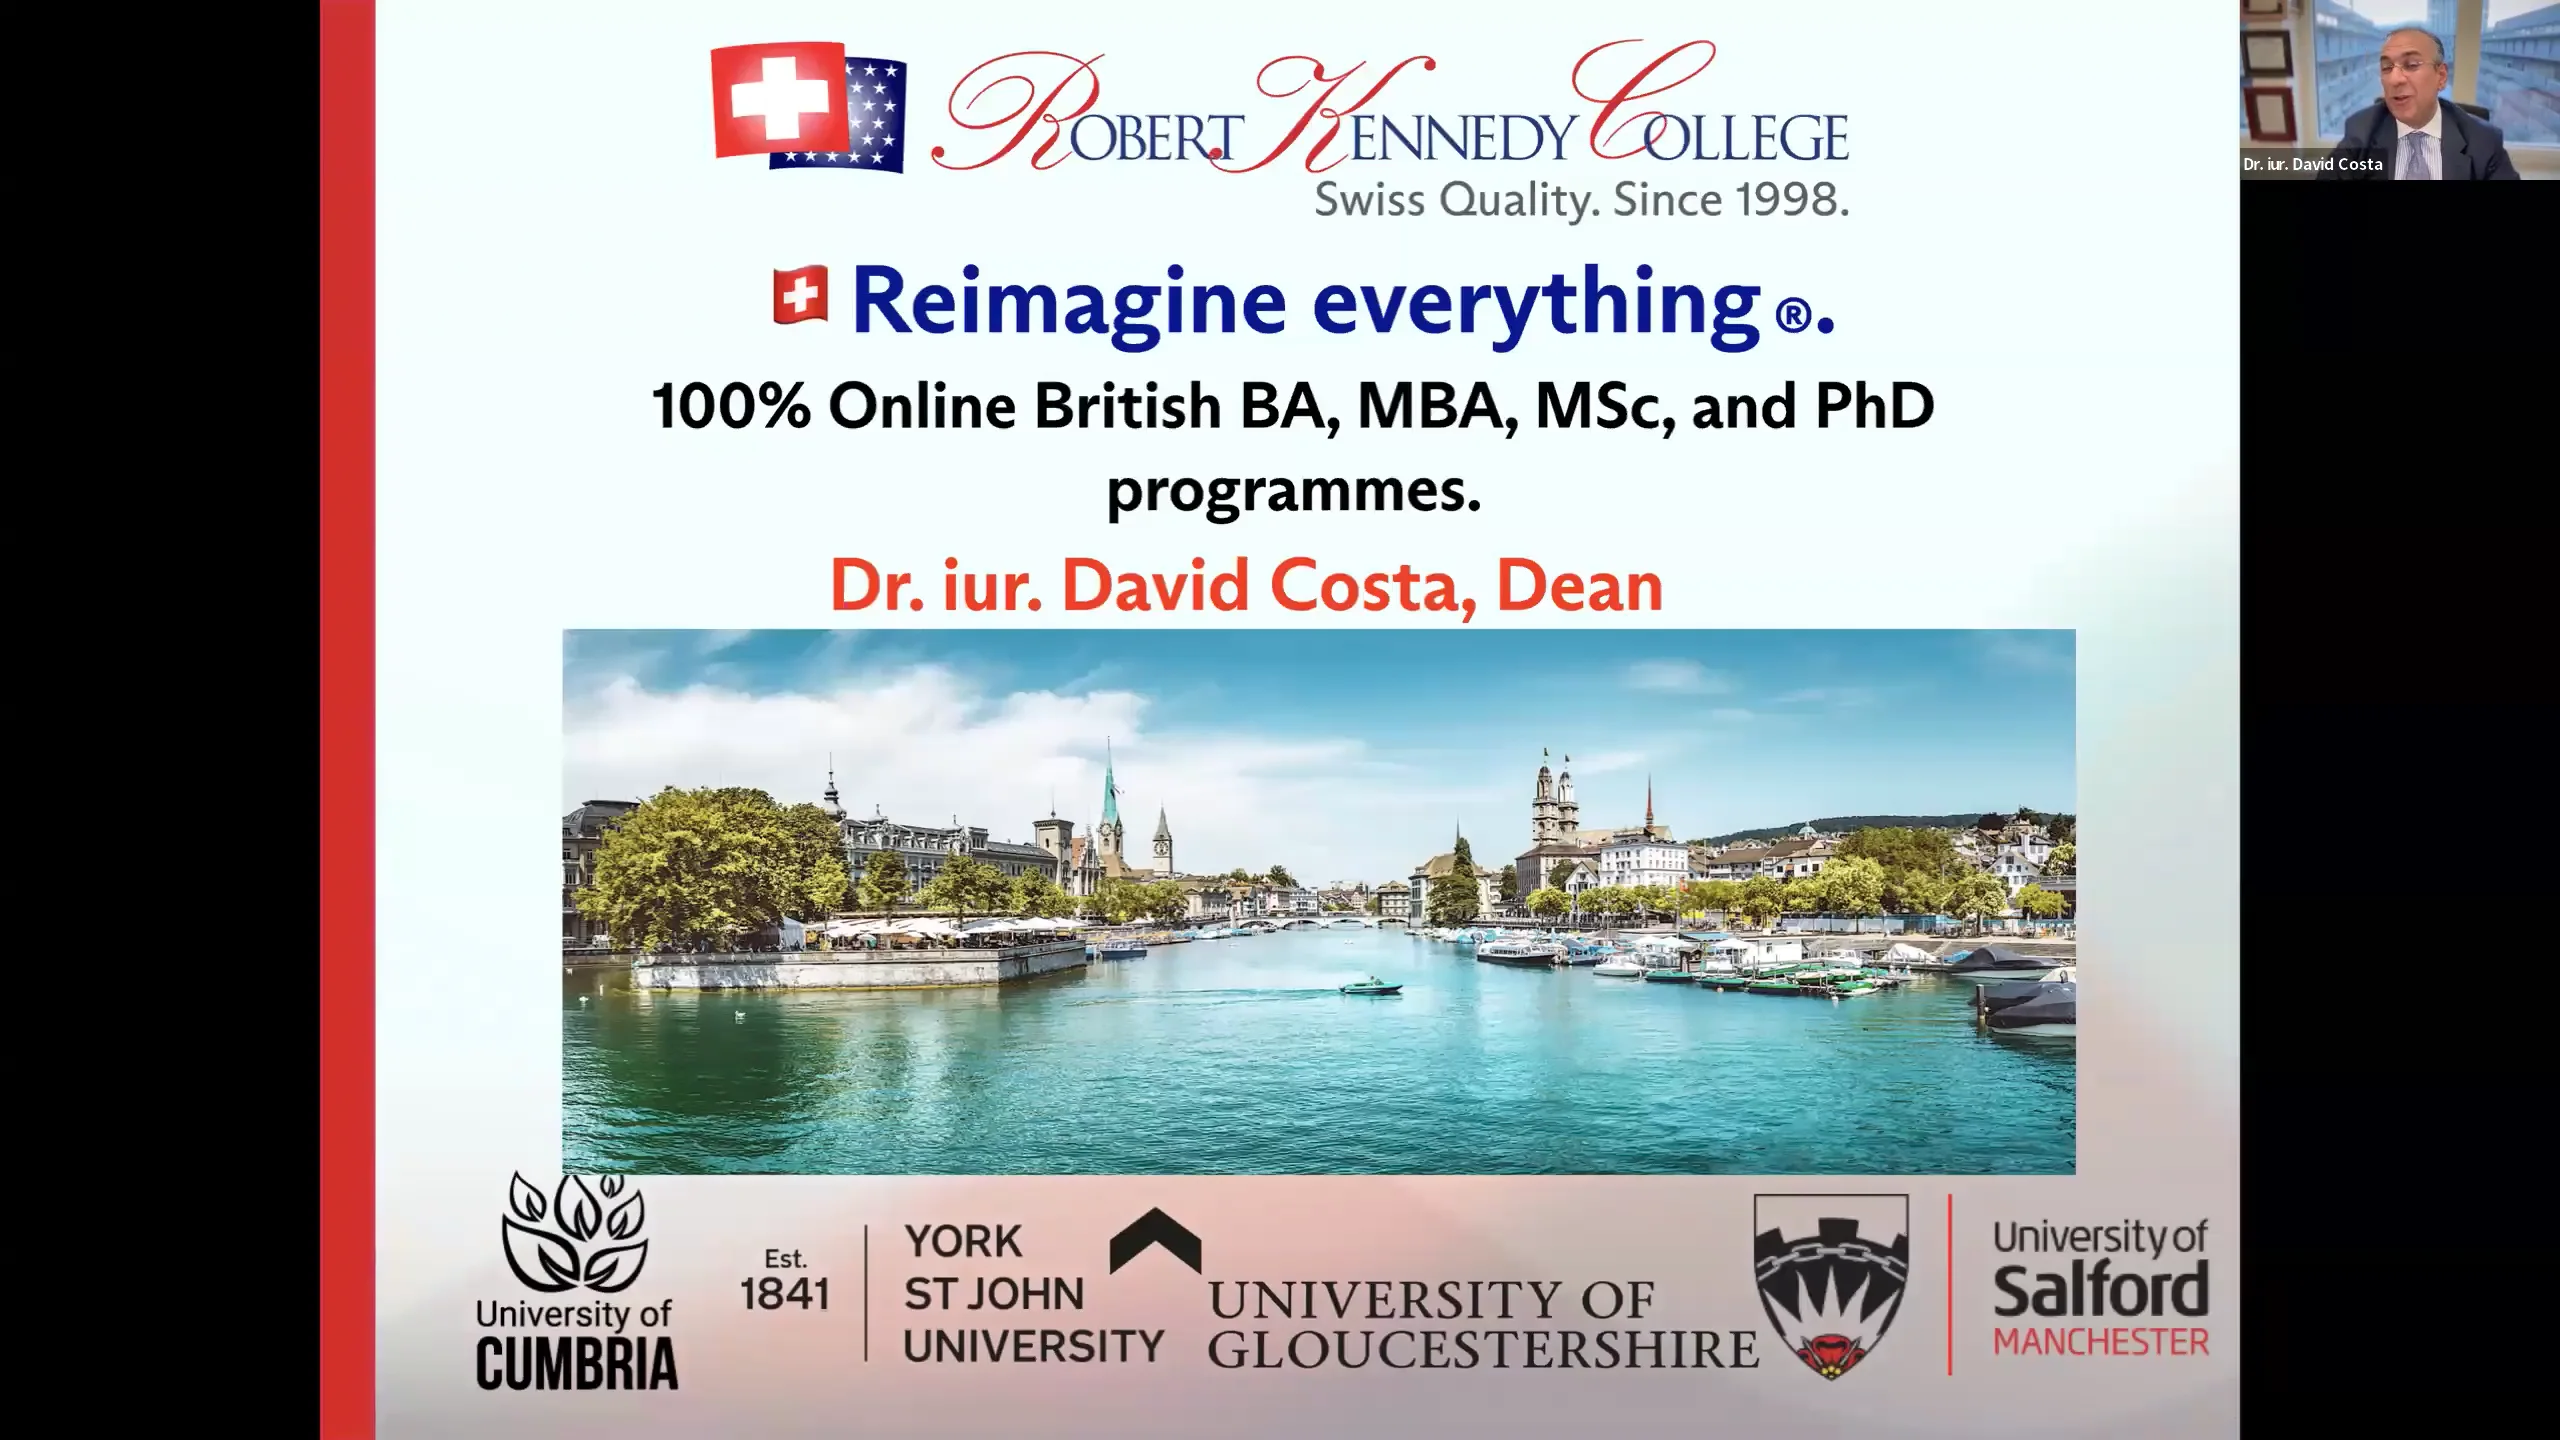 ROBERT KENNEDY COLLEGE
Swiss Quality. Since 1998.
Reimagine everything ®.
100% Online British BA, MBA, MSc, and PhD
programmes.
Dr. iur. David Costa, Dean
University of
CUMBRIA
Est.
1841
YORK
ST JOHN
UNIVERSITY
UNIVERSITY OF
GLOUCESTERSHIRE
University of
Salford
MANCHESTER
Dr. iur. David Costa